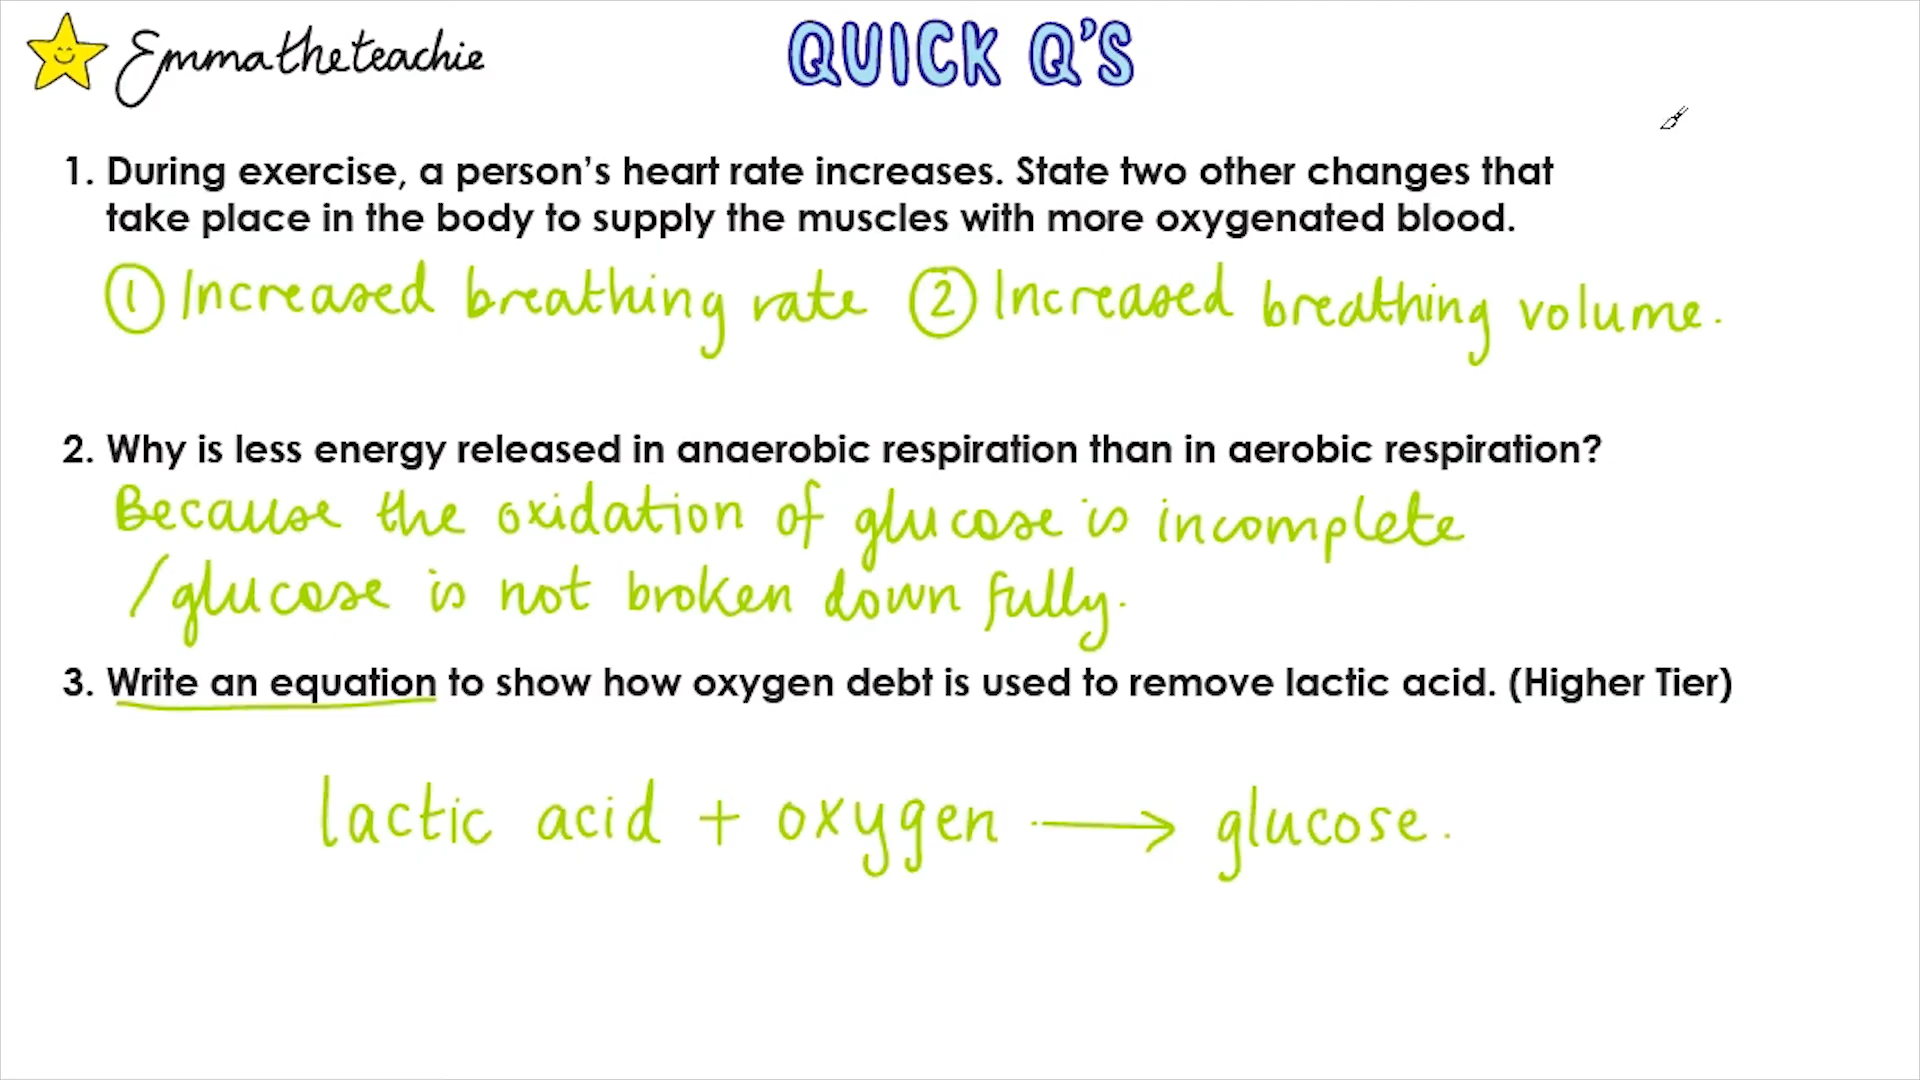 Emmatheteachie
QUICK Q'S
1. During exercise, a person's heart rate increases. State two other changes that
take place in the body to supply the muscles with more oxygenated blood.
① Increased breathing rate ② Increased breathing volume.
2. Why is less energy released in anaerobic respiration than in aerobic respiration?
Because the oxidation of glucose is incomplete
/glucose is not broken down fully.
3. Write an equation to show how oxygen debt is used to remove lactic acid. (Higher Tier)
lactic acid + oxygen → glucose.